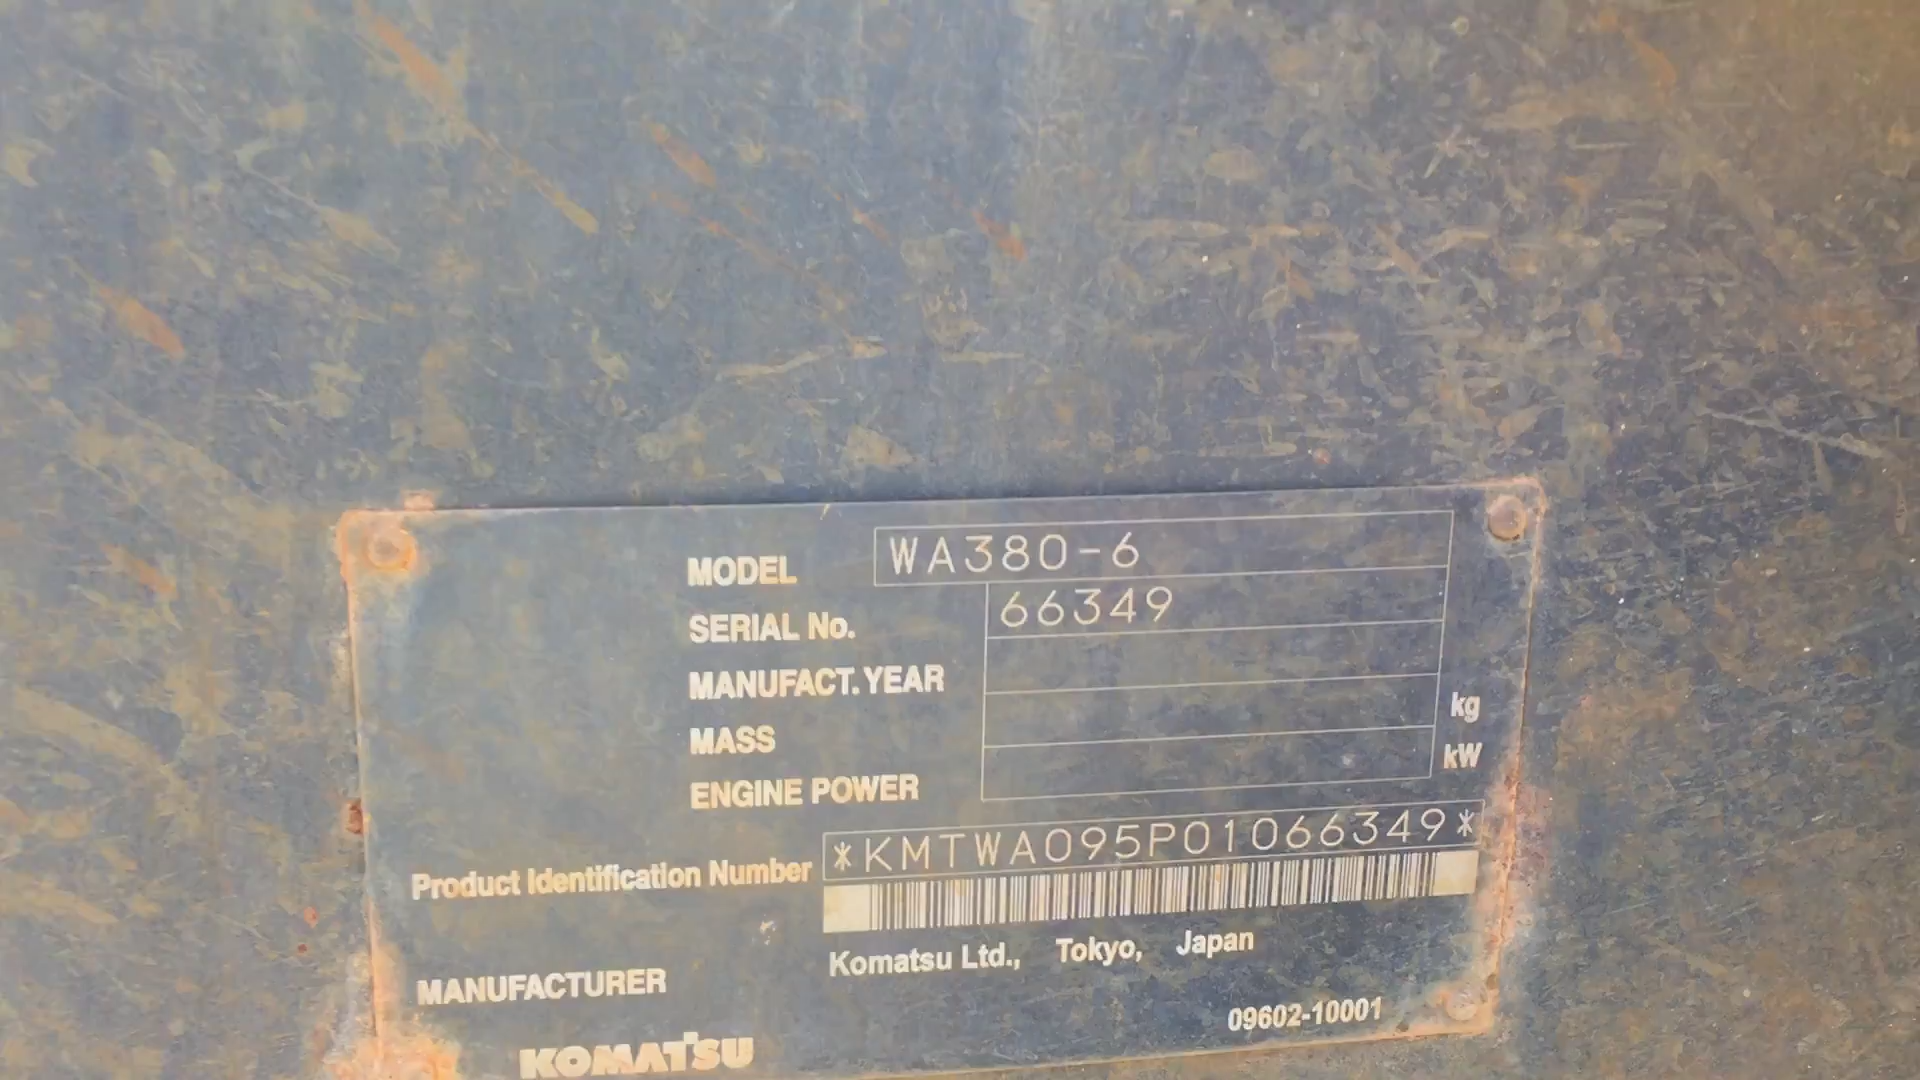 MODEL WA380-6
SERIAL No. 66349
MANUFACT. YEAR
MASS kg
ENGINE POWER kW
Product Identification Number *KMTWA095P01066349*
MANUFACTURER Komatsu Ltd., Tokyo, Japan
KOMATSU 09602-10001